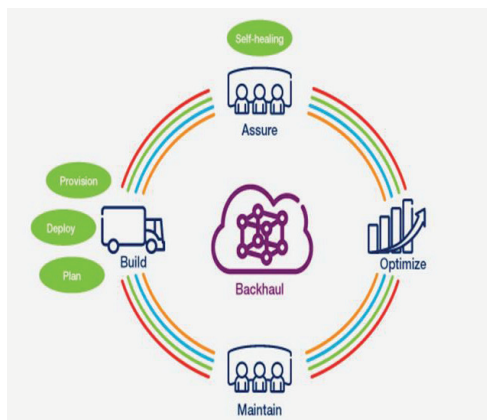 Self-healing
Assure
Provision
Deploy
Build
Plan
Backhaul
Optimize
Maintain